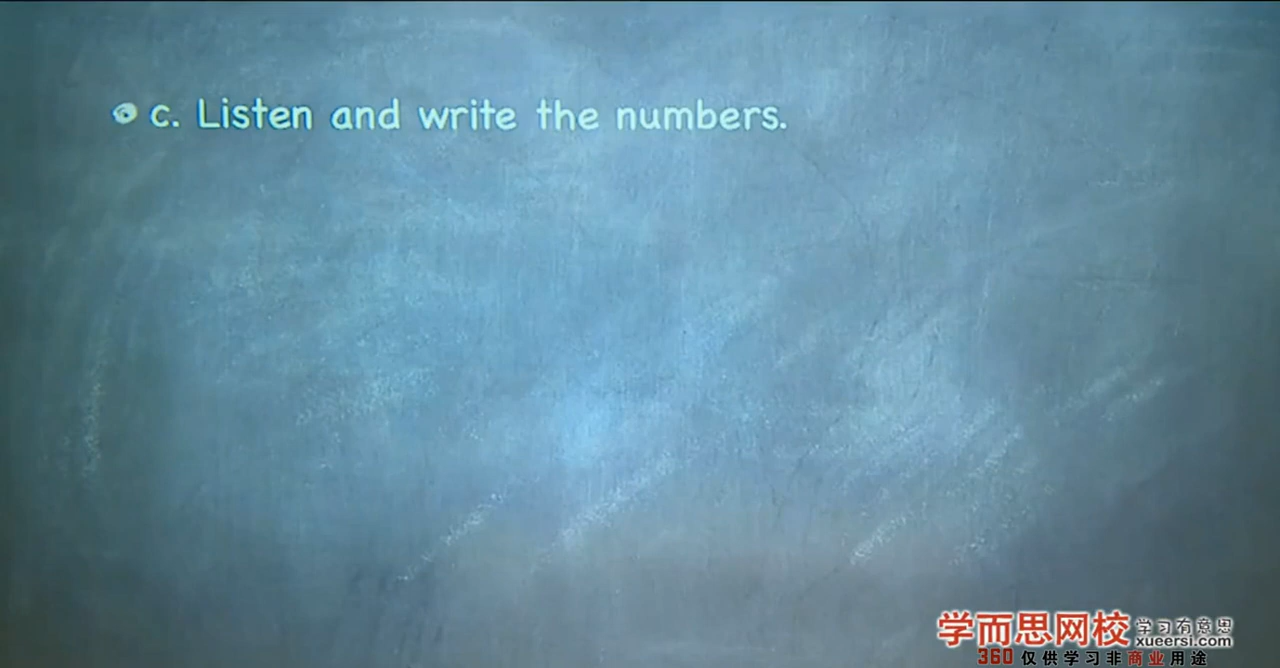 c. Listen and write the numbers.
学而思网校 学习有意思
xueersi.com
360 仅供学习非商业用途